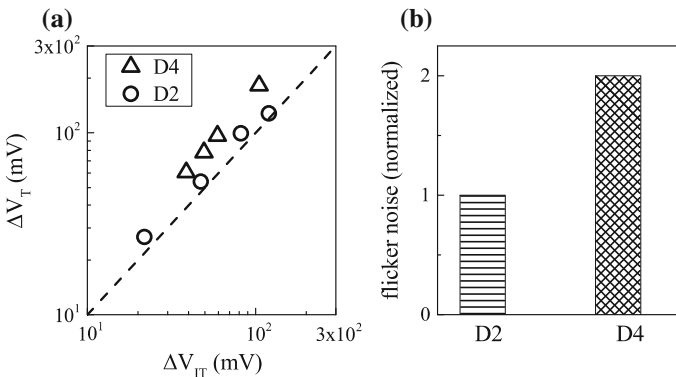 (a)
3x10²
D4
D2
10²
10¹
ΔV_T (mV)
10¹
10²
3x10²
ΔV_IT (mV)
(b)
flicker noise (normalized)
2
1
0
D2
D4